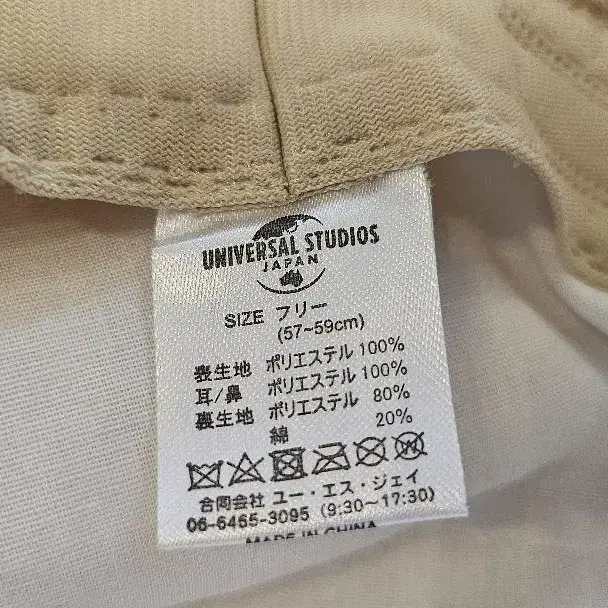 UNIVERSAL STUDIOS
JAPAN
SIZE フリー
(57~59cm)
表生地 ポリエステル 100%
耳/鼻 ポリエステル 100%
裏生地 ポリエステル 80%
綿 20%
合同会社 ユー・エス・ジェイ
06-6465-3095 (9:30~17:30)
MADE IN CHINA